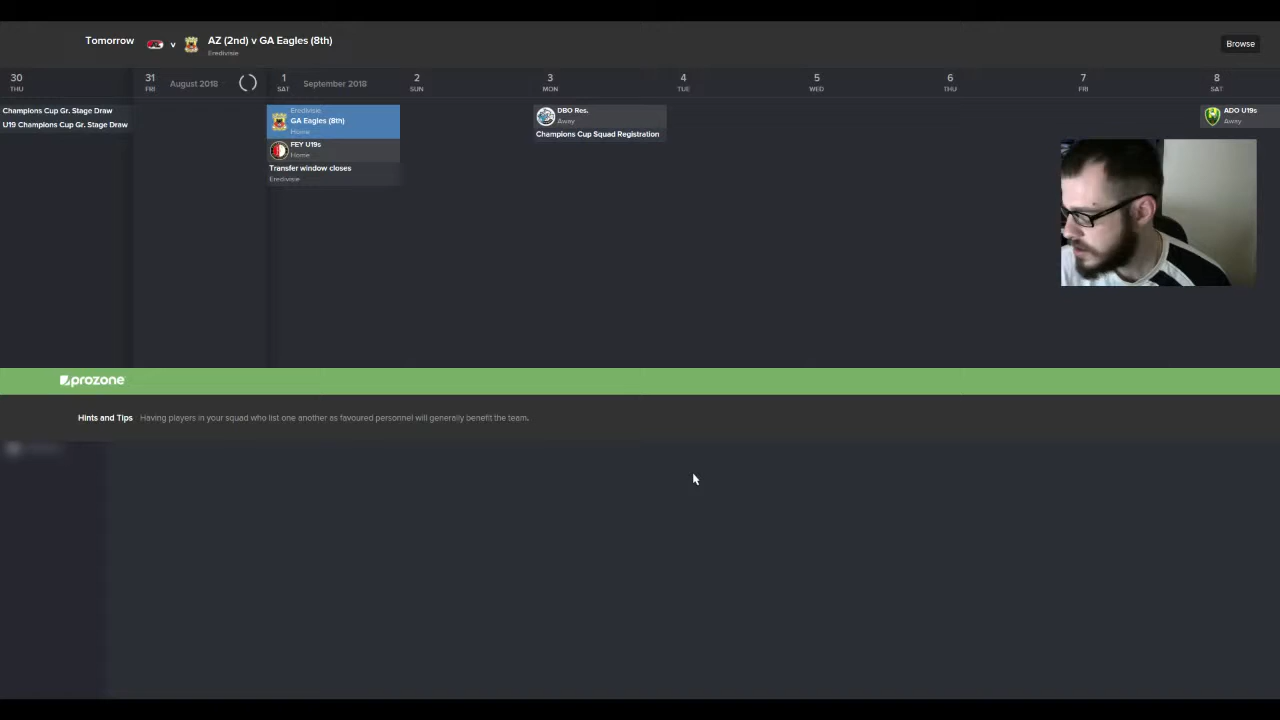 Tomorrow
v
AZ (2nd) v GA Eagles (8th)
Eredivisie
Browse
30
THU
31
FRI
August 2018
1
SAT
September 2018
2
SUN
3
MON
4
TUE
5
WED
6
THU
7
FRI
8
SAT
Champions Cup Gr. Stage Draw
U19 Champions Cup Gr. Stage Draw
Eredivisie
GA Eagles (8th)
Home
FEY U19s
Home
Transfer window closes
Eredivisie
DBO Res.
Away
Champions Cup Squad Registration
ADO U19s
Away
prozone
Hints and Tips Having players in your squad who list one another as favoured personnel will generally benefit the team.